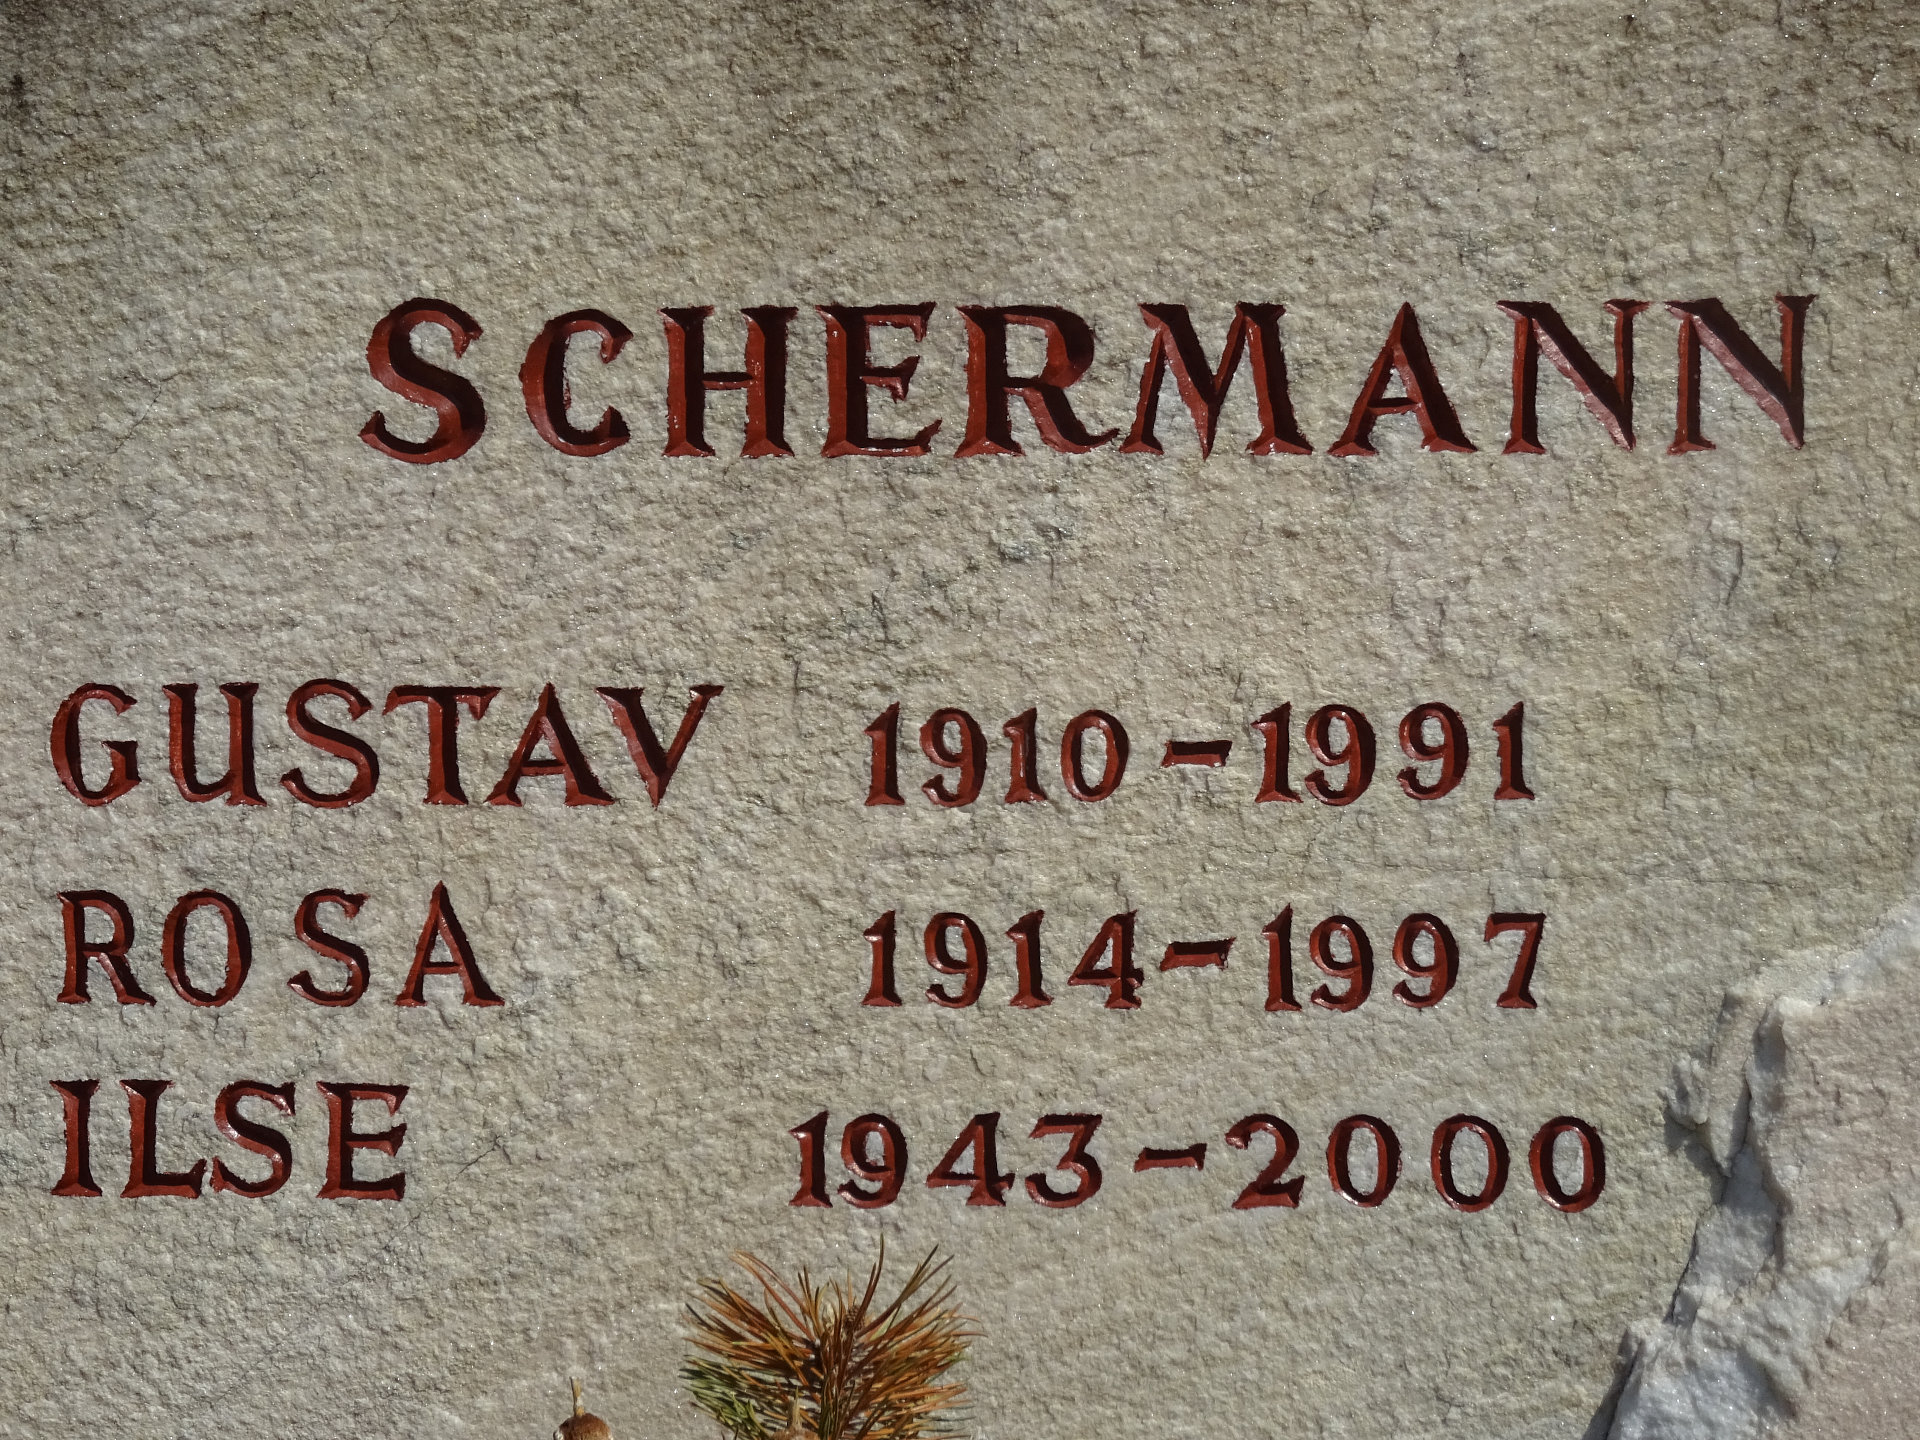 SCHERMANN
GUSTAV 1910-1991
ROSA 1914-1997
ILSE 1943-2000